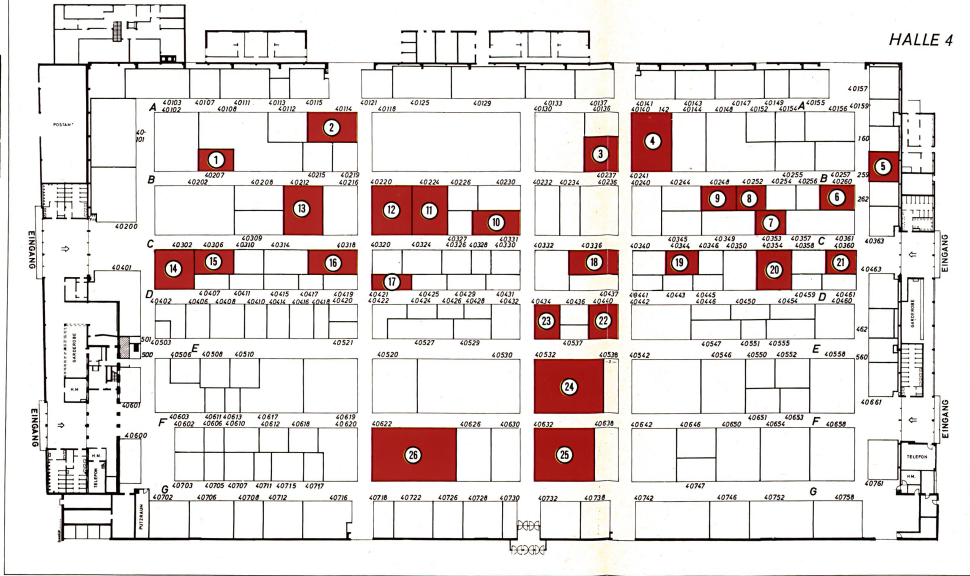 HALLE 4
40103 40107 40111 40113 40115 40121 40125 40129 40133 40137 40141 40143 40147 40149 40155 40157
A 40102 40108 40112 40114 40118 40130 40136 40140 142 40144 40148 40152 40154 A 40156 40159
POSTAMT
40-
101
160
1 2 3 4 5
40207 40215 40219 40237 40241 40255 40257 259
B 40202 40208 40212 40216 40220 40224 40226 40230 40232 40234 40236 40240 40244 40248 40252 40254 40256 B 40260
262
13 12 11 10 9 8 7 6
40200
EINGANG
40309 40327 40331 40345 40349 40353 40357 40361 40363
C 40302 40306 40310 40314 40318 40320 40324 40326 40328 40330 40332 40336 40340 40344 40346 40350 40354 40358 C 40360
EINGANG
14 15 16 17 18 19 20 21
40401
40463
40407 40411 40415 40417 40419 40421 40425 40429 40431 40437 40441 40443 40445 40459 40461
D 40402 40406 40408 40410 40414 40416 40418 40420 40422 40424 40426 40428 40432 40434 40436 40440 40442 40446 40450 40454 D 40460
23 22
GARDEROBE
GARDEROBE
462
501
500
40503 40521 40527 40529 40537 40547 40551 40555
E 40506 40508 40510 40520 40530 40532 40538 40542 40546 40550 40552 E 40558
560
24
H.M.
40601
40661
40603 40611 40613 40617 40619 40651 40653
F 40602 40606 40610 40612 40618 40620 40622 40626 40630 40632 40638 40642 40646 40650 40654 F 40658
EINGANG
EINGANG
40600
26 25
H.M.
TELEFON
TELEFON
H.M.
40703 40705 40707 40711 40715 40717 40747 40761
G 40702 40706 40708 40712 40716 40718 40722 40726 40728 40730 40732 40738 40742 40746 40752 G 40758
PUTZRAUM